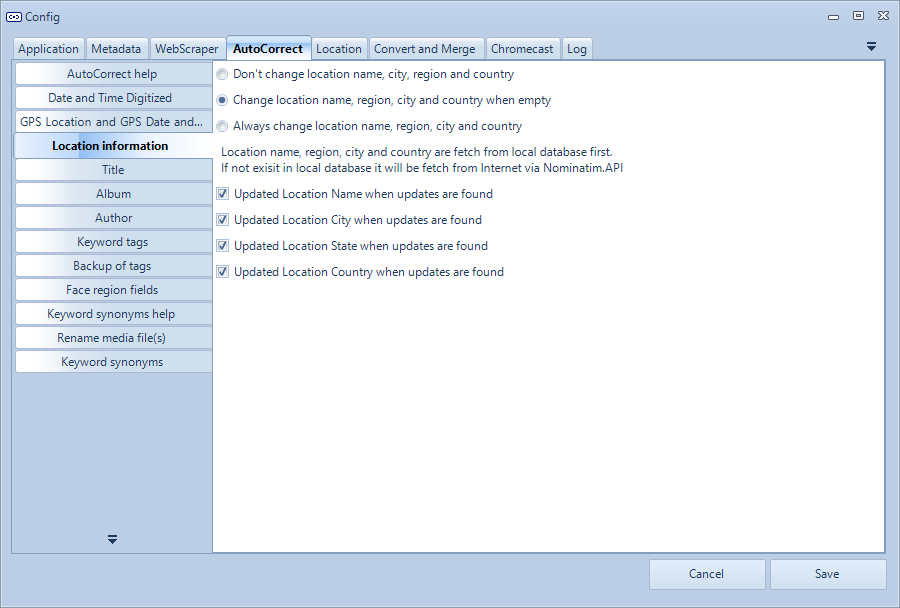 Config
Application Metadata WebScraper AutoCorrect Location Convert and Merge Chromecast Log
AutoCorrect help
Date and Time Digitized
GPS Location and GPS Date and...
Location information
Title
Album
Author
Keyword tags
Backup of tags
Face region fields
Keyword synonyms help
Rename media file(s)
Keyword synonyms
Don't change location name, city, region and country
Change location name, region, city and country when empty
Always change location name, region, city and country
Location name, region, city and country are fetch from local database first.
If not exisit in local database it will be fetch from Internet via Nominatim.API
Updated Location Name when updates are found
Updated Location City when updates are found
Updated Location State when updates are found
Updated Location Country when updates are found
Cancel Save